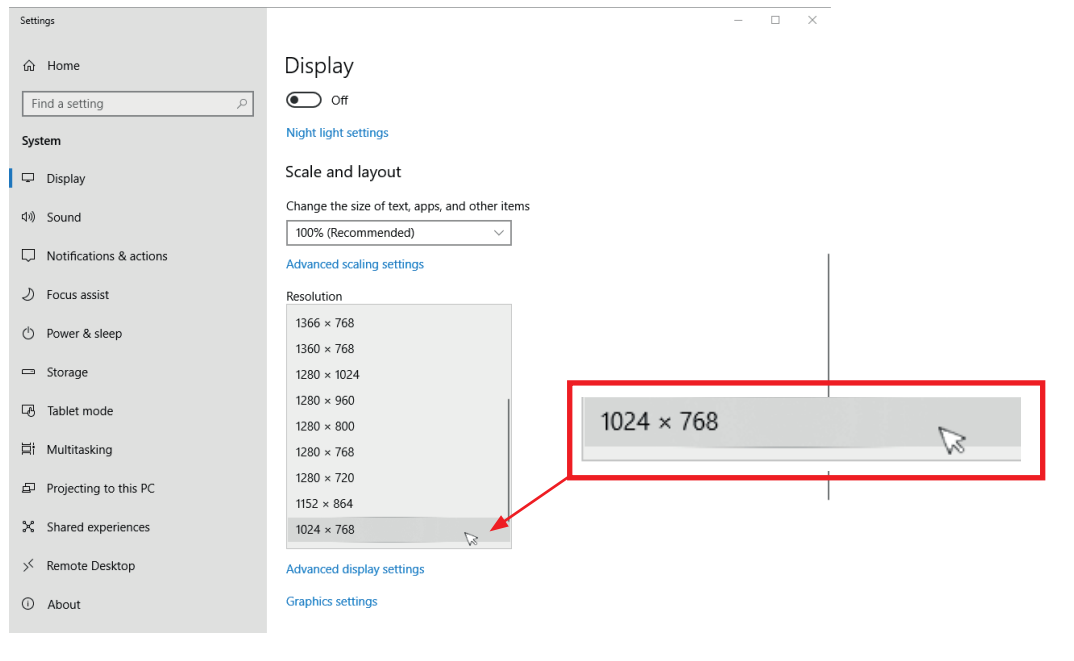 Settings
Home
Find a setting
System
Display
Sound
Notifications & actions
Focus assist
Power & sleep
Storage
Tablet mode
Multitasking
Projecting to this PC
Shared experiences
Remote Desktop
About
Display
Off
Night light settings
Scale and layout
Change the size of text, apps, and other items
100% (Recommended)
Advanced scaling settings
Resolution
1366 × 768
1360 × 768
1280 × 1024
1280 × 960
1280 × 800
1280 × 768
1280 × 720
1152 × 864
1024 × 768
Advanced display settings
Graphics settings
1024 × 768